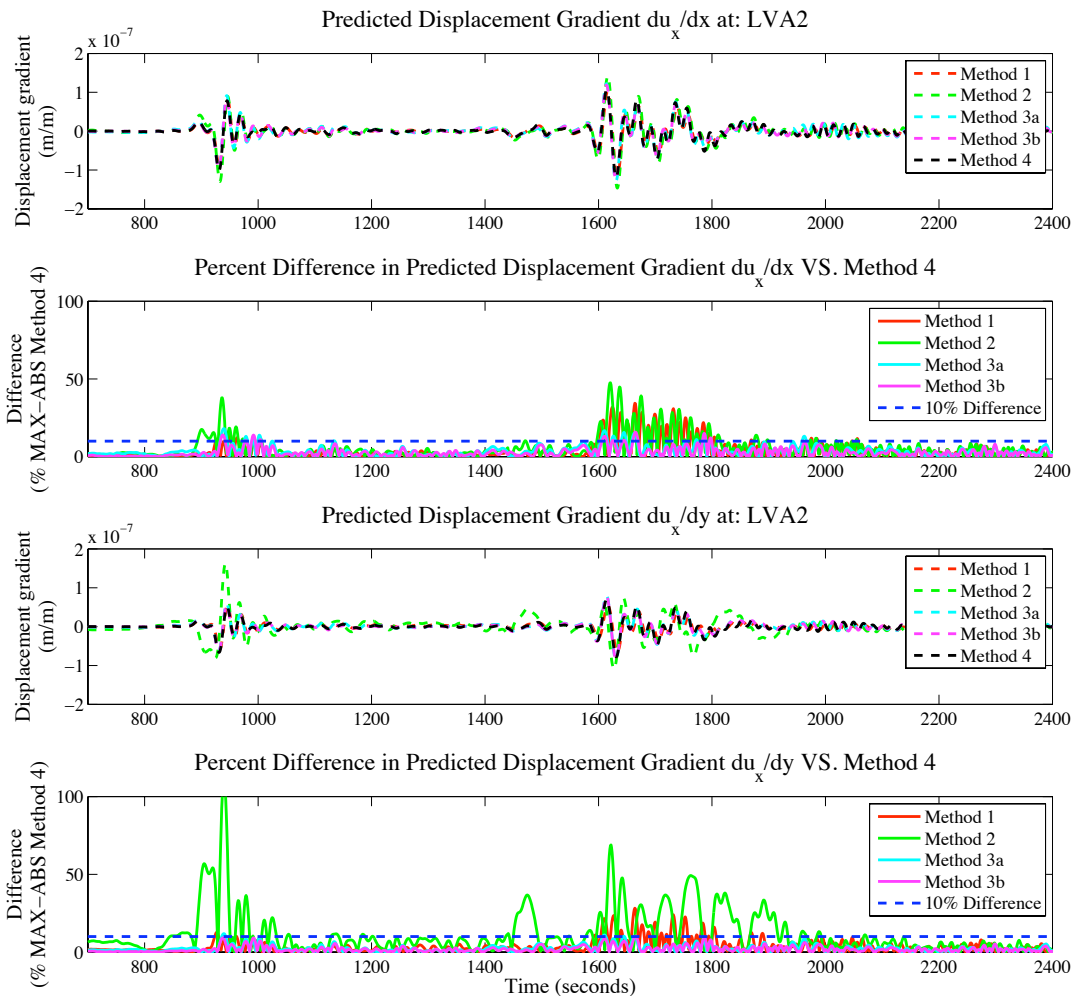 Predicted Displacement Gradient du_x/dx at: LVA2
x 10^-7
Displacement gradient
(m/m)
2
1
0
−1
−2
Method 1
Method 2
Method 3a
Method 3b
Method 4
800 1000 1200 1400 1600 1800 2000 2200 2400
Percent Difference in Predicted Displacement Gradient du_x/dx VS. Method 4
Difference
(% MAX−ABS Method 4)
100
50
0
Method 1
Method 2
Method 3a
Method 3b
10% Difference
800 1000 1200 1400 1600 1800 2000 2200 2400
Predicted Displacement Gradient du_x/dy at: LVA2
x 10^-7
Displacement gradient
(m/m)
2
1
0
−1
−2
Method 1
Method 2
Method 3a
Method 3b
Method 4
800 1000 1200 1400 1600 1800 2000 2200 2400
Percent Difference in Predicted Displacement Gradient du_x/dy VS. Method 4
Difference
(% MAX−ABS Method 4)
100
50
0
Method 1
Method 2
Method 3a
Method 3b
10% Difference
800 1000 1200 1400 1600 1800 2000 2200 2400
Time (seconds)